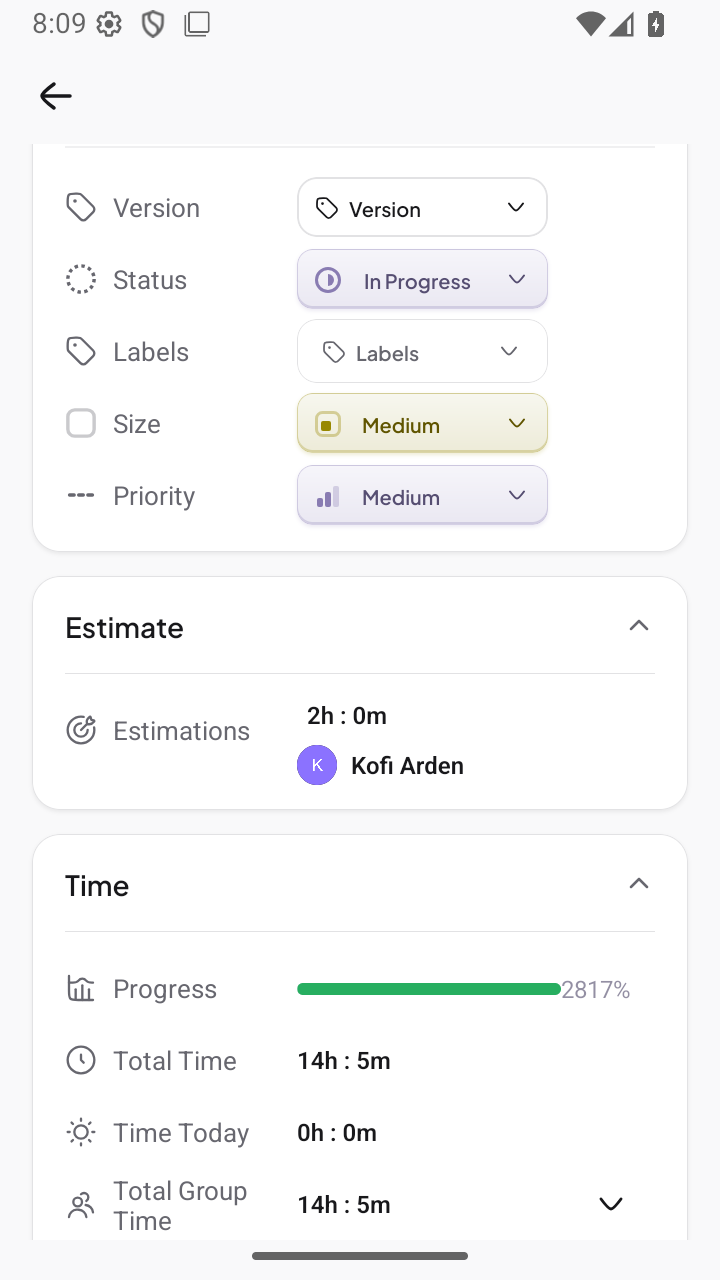 8:09
Version Version
Status In Progress
Labels Labels
Size Medium
Priority Medium
Estimate
Estimations 2h : 0m
K Kofi Arden
Time
Progress 2817%
Total Time 14h : 5m
Time Today 0h : 0m
Total Group Time 14h : 5m